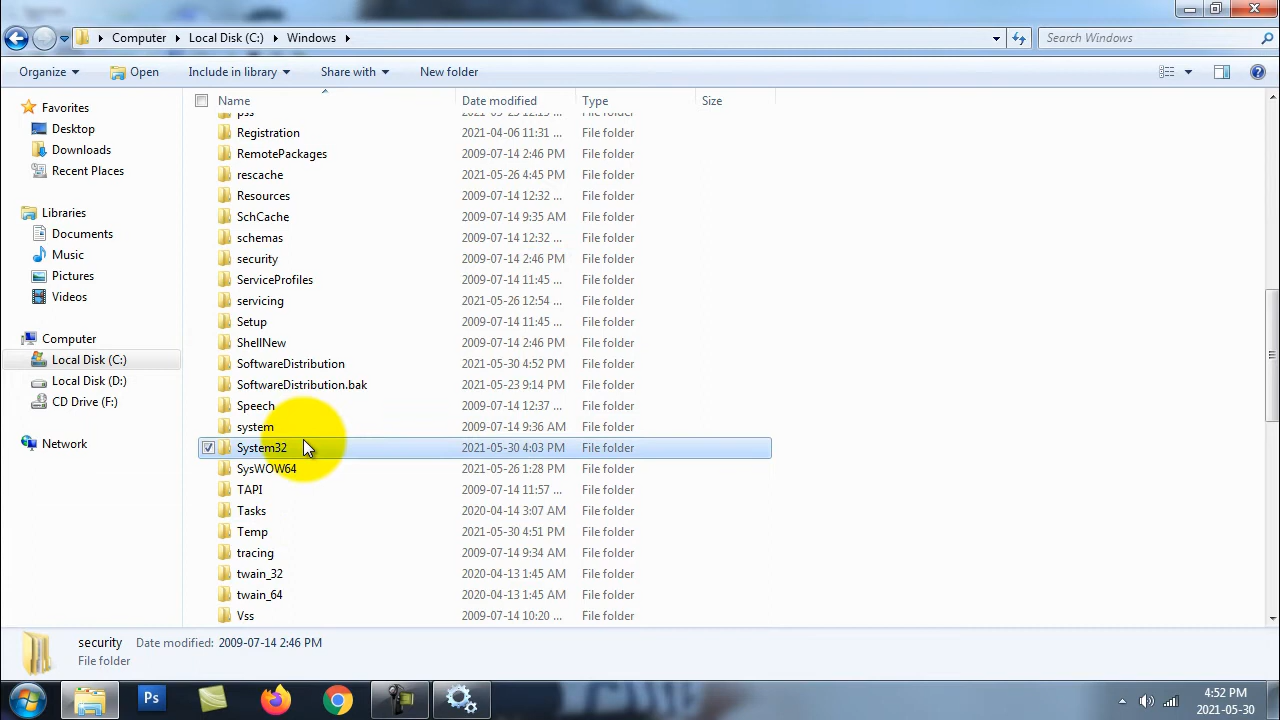 Computer Local Disk (C:) Windows
Search Windows
Organize Open Include in library Share with New folder
Name Date modified Type Size
Favorites
Desktop
Downloads
Recent Places
Libraries
Documents
Music
Pictures
Videos
Computer
Local Disk (C:)
Local Disk (D:)
CD Drive (F:)
Network
pss File folder
Registration 2021-04-06 11:31 ... File folder
RemotePackages 2009-07-14 2:46 PM File folder
rescache 2021-05-26 4:45 PM File folder
Resources 2009-07-14 12:32 ... File folder
SchCache 2009-07-14 9:35 AM File folder
schemas 2009-07-14 12:32 ... File folder
security 2009-07-14 2:46 PM File folder
ServiceProfiles 2009-07-14 11:45 ... File folder
servicing 2021-05-26 12:54 ... File folder
Setup 2009-07-14 11:45 ... File folder
ShellNew 2009-07-14 2:46 PM File folder
SoftwareDistribution 2021-05-30 4:52 PM File folder
SoftwareDistribution.bak 2021-05-23 9:14 PM File folder
Speech 2009-07-14 12:37 ... File folder
system 2009-07-14 9:36 AM File folder
System32 2021-05-30 4:03 PM File folder
SysWOW64 2021-05-26 1:28 PM File folder
TAPI 2009-07-14 11:57 ... File folder
Tasks 2020-04-14 3:07 AM File folder
Temp 2021-05-30 4:51 PM File folder
tracing 2009-07-14 9:34 AM File folder
twain_32 2020-04-13 1:45 AM File folder
twain_64 2020-04-13 1:45 AM File folder
Vss 2009-07-14 10:20 ... File folder
security Date modified: 2009-07-14 2:46 PM
File folder
Ps
4:52 PM
2021-05-30